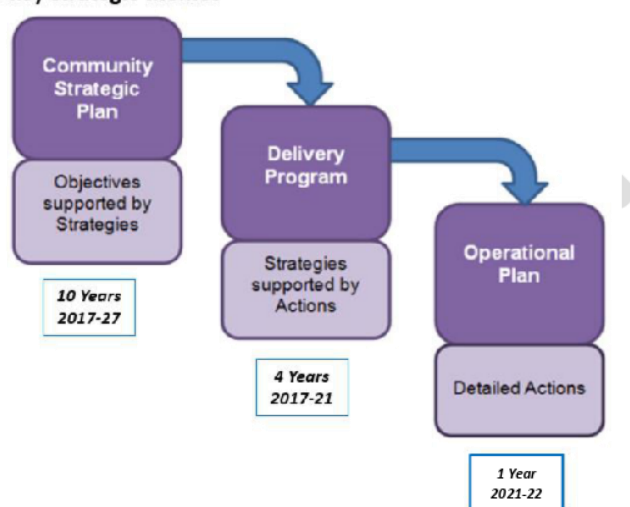 Community
Strategic
Plan
Objectives
supported by
Strategies
10 Years
2017-27
Delivery
Program
Strategies
supported by
Actions
4 Years
2017-21
Operational
Plan
Detailed Actions
1 Year
2021-22